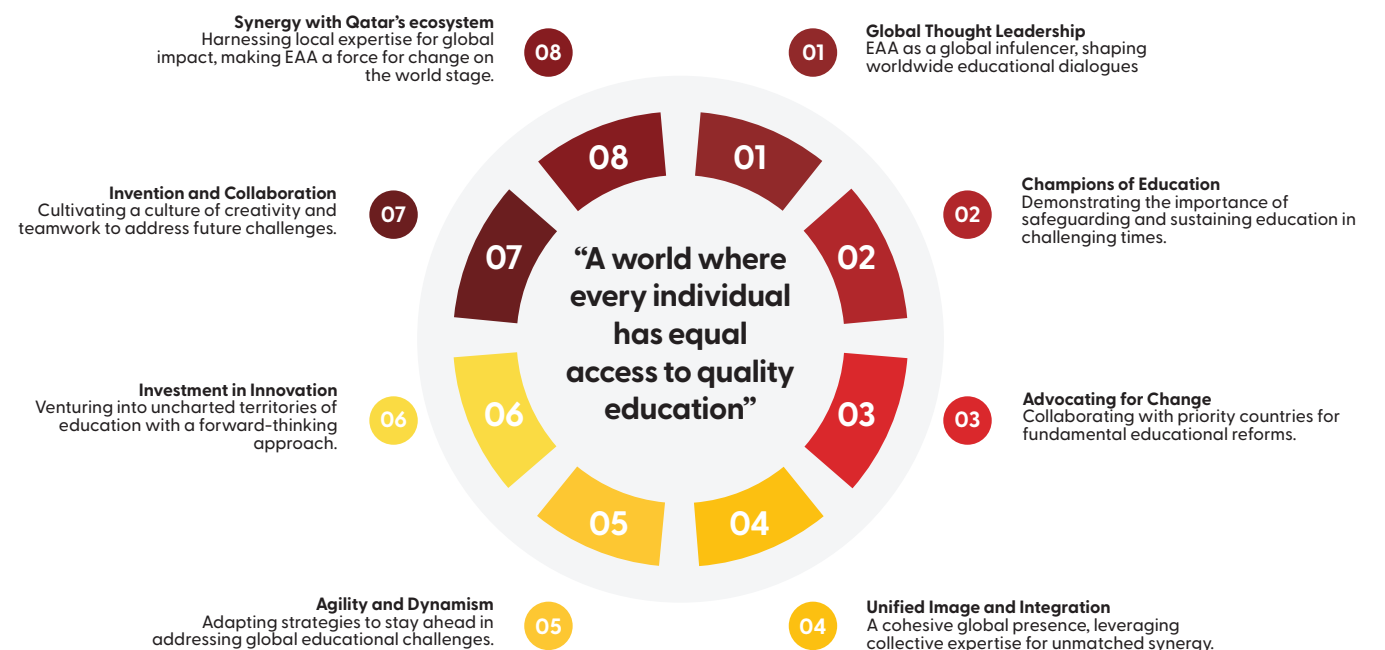 Synergy with Qatar's ecosystem
Harnessing local expertise for global
impact, making EAA a force for change on
the world stage.
08
01
Global Thought Leadership
EAA as a global infulencer, shaping
worldwide educational dialogues
08
01
Invention and Collaboration
Cultivating a culture of creativity and
teamwork to address future challenges.
07
07
02
02
Champions of Education
Demonstrating the importance of
safeguarding and sustaining education in
challenging times.
“A world where
every individual
has equal
access to quality
education”
Investment in Innovation
Venturing into uncharted territories of
education with a forward-thinking
approach.
06
06
03
03
Advocating for Change
Collaborating with priority countries for
fundamental educational reforms.
05
04
Agility and Dynamism
Adapting strategies to stay ahead in
addressing global educational challenges.
05
04
Unified Image and Integration
A cohesive global presence, leveraging
collective expertise for unmatched synergy.